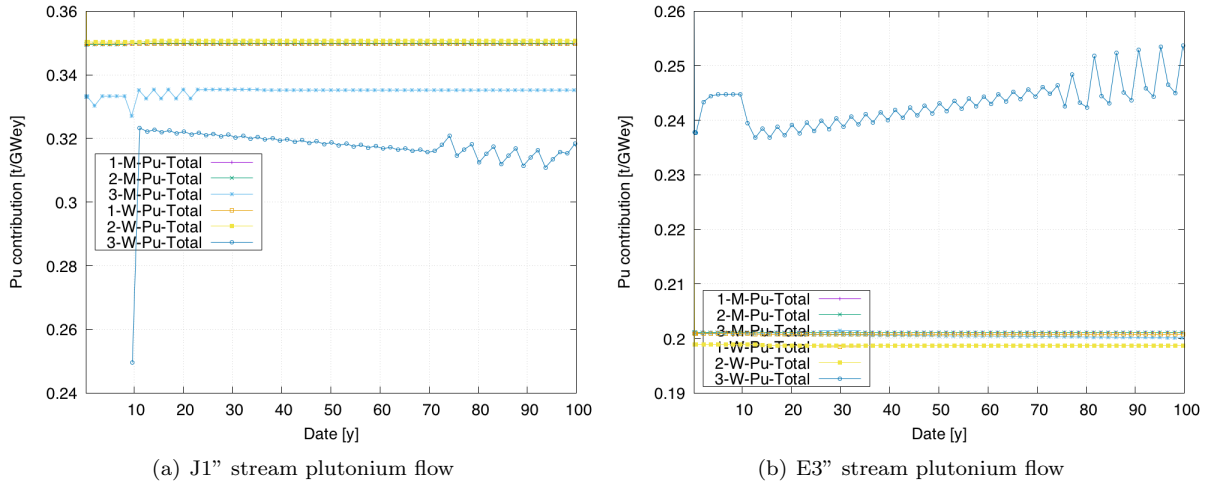 0.36
0.34
0.32
0.3
0.28
0.26
0.24
Pu contribution [t/GWey]
1-M-Pu-Total
2-M-Pu-Total
3-M-Pu-Total
1-W-Pu-Total
2-W-Pu-Total
3-W-Pu-Total
10 20 30 40 50 60 70 80 90 100
Date [y]
(a) J1” stream plutonium flow
0.26
0.25
0.24
0.23
0.22
0.21
0.2
0.19
Pu contribution [t/GWey]
1-M-Pu-Total
2-M-Pu-Total
3-M-Pu-Total
1-W-Pu-Total
2-W-Pu-Total
3-W-Pu-Total
10 20 30 40 50 60 70 80 90 100
Date [y]
(b) E3” stream plutonium flow